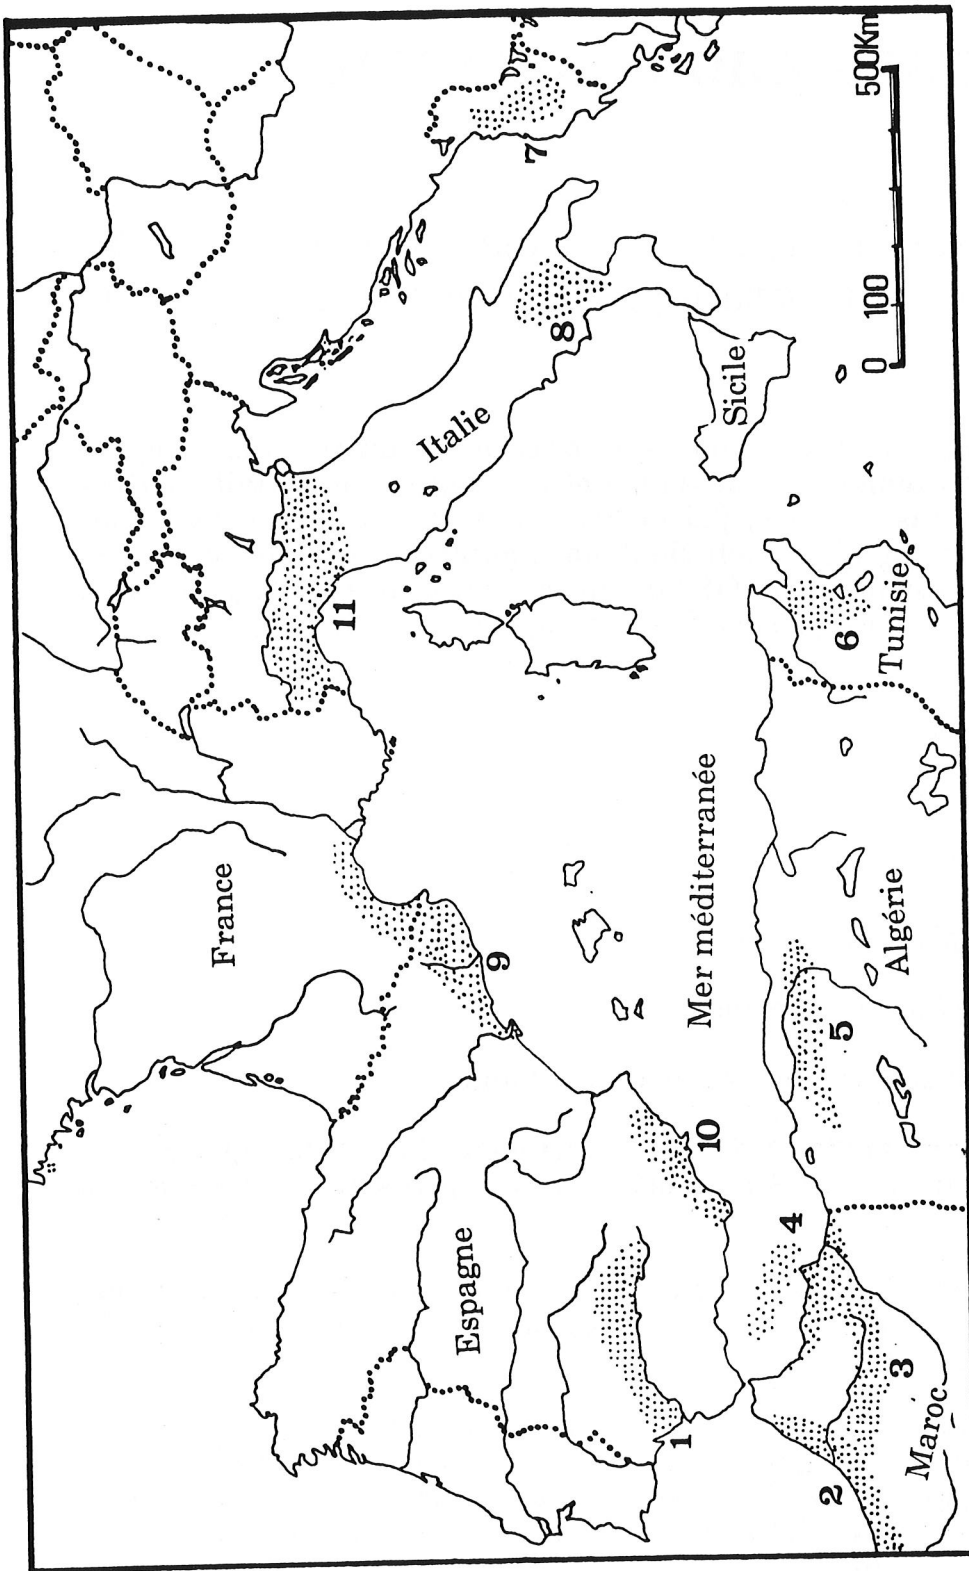 France
Italie
Espagne
Mer méditerranée
Sicile
Algérie
Tunisie
Maroc
1
2
3
4
5
6
7
8
9
10
11
0 100 500Km